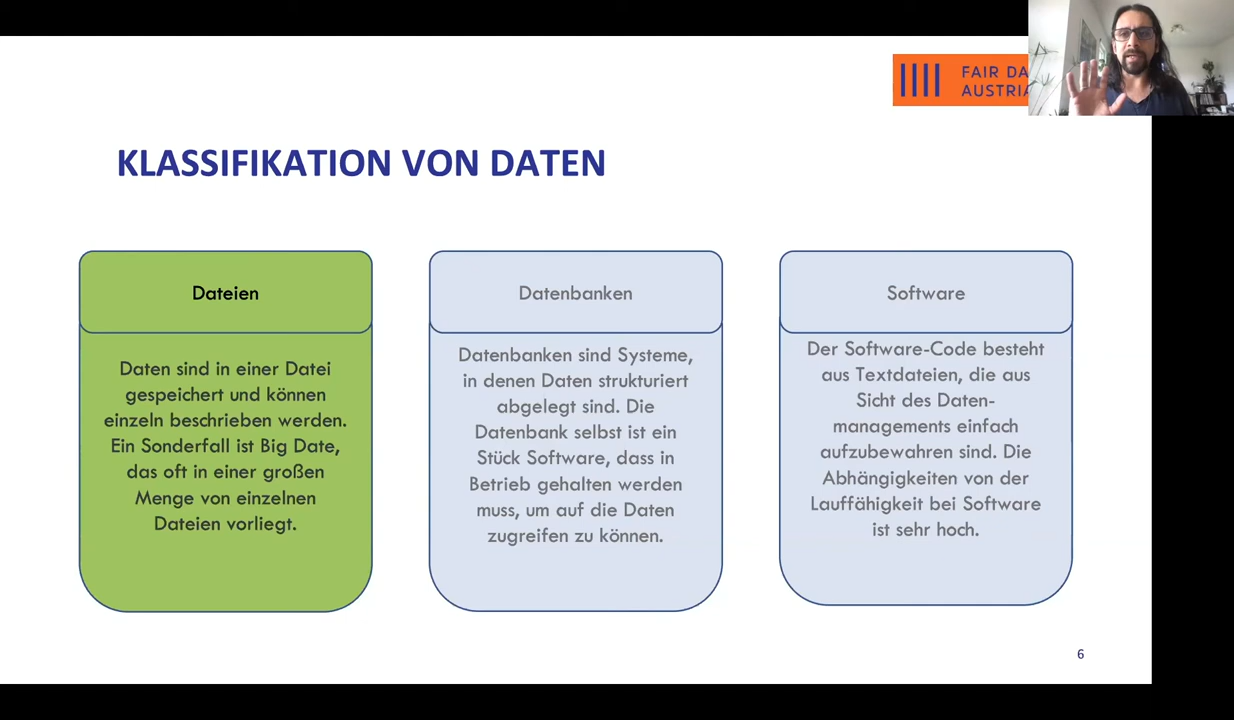 FAIR DA
AUSTRIA
KLASSIFIKATION VON DATEN
Dateien
Daten sind in einer Datei
gespeichert und können
einzeln beschrieben werden.
Ein Sonderfall ist Big Date,
das oft in einer großen
Menge von einzelnen
Dateien vorliegt.
Datenbanken
Datenbanken sind Systeme,
in denen Daten strukturiert
abgelegt sind. Die
Datenbank selbst ist ein
Stück Software, dass in
Betrieb gehalten werden
muss, um auf die Daten
zugreifen zu können.
Software
Der Software-Code besteht
aus Textdateien, die aus
Sicht des Daten-
managements einfach
aufzubewahren sind. Die
Abhängigkeiten von der
Lauffähigkeit bei Software
ist sehr hoch.
6